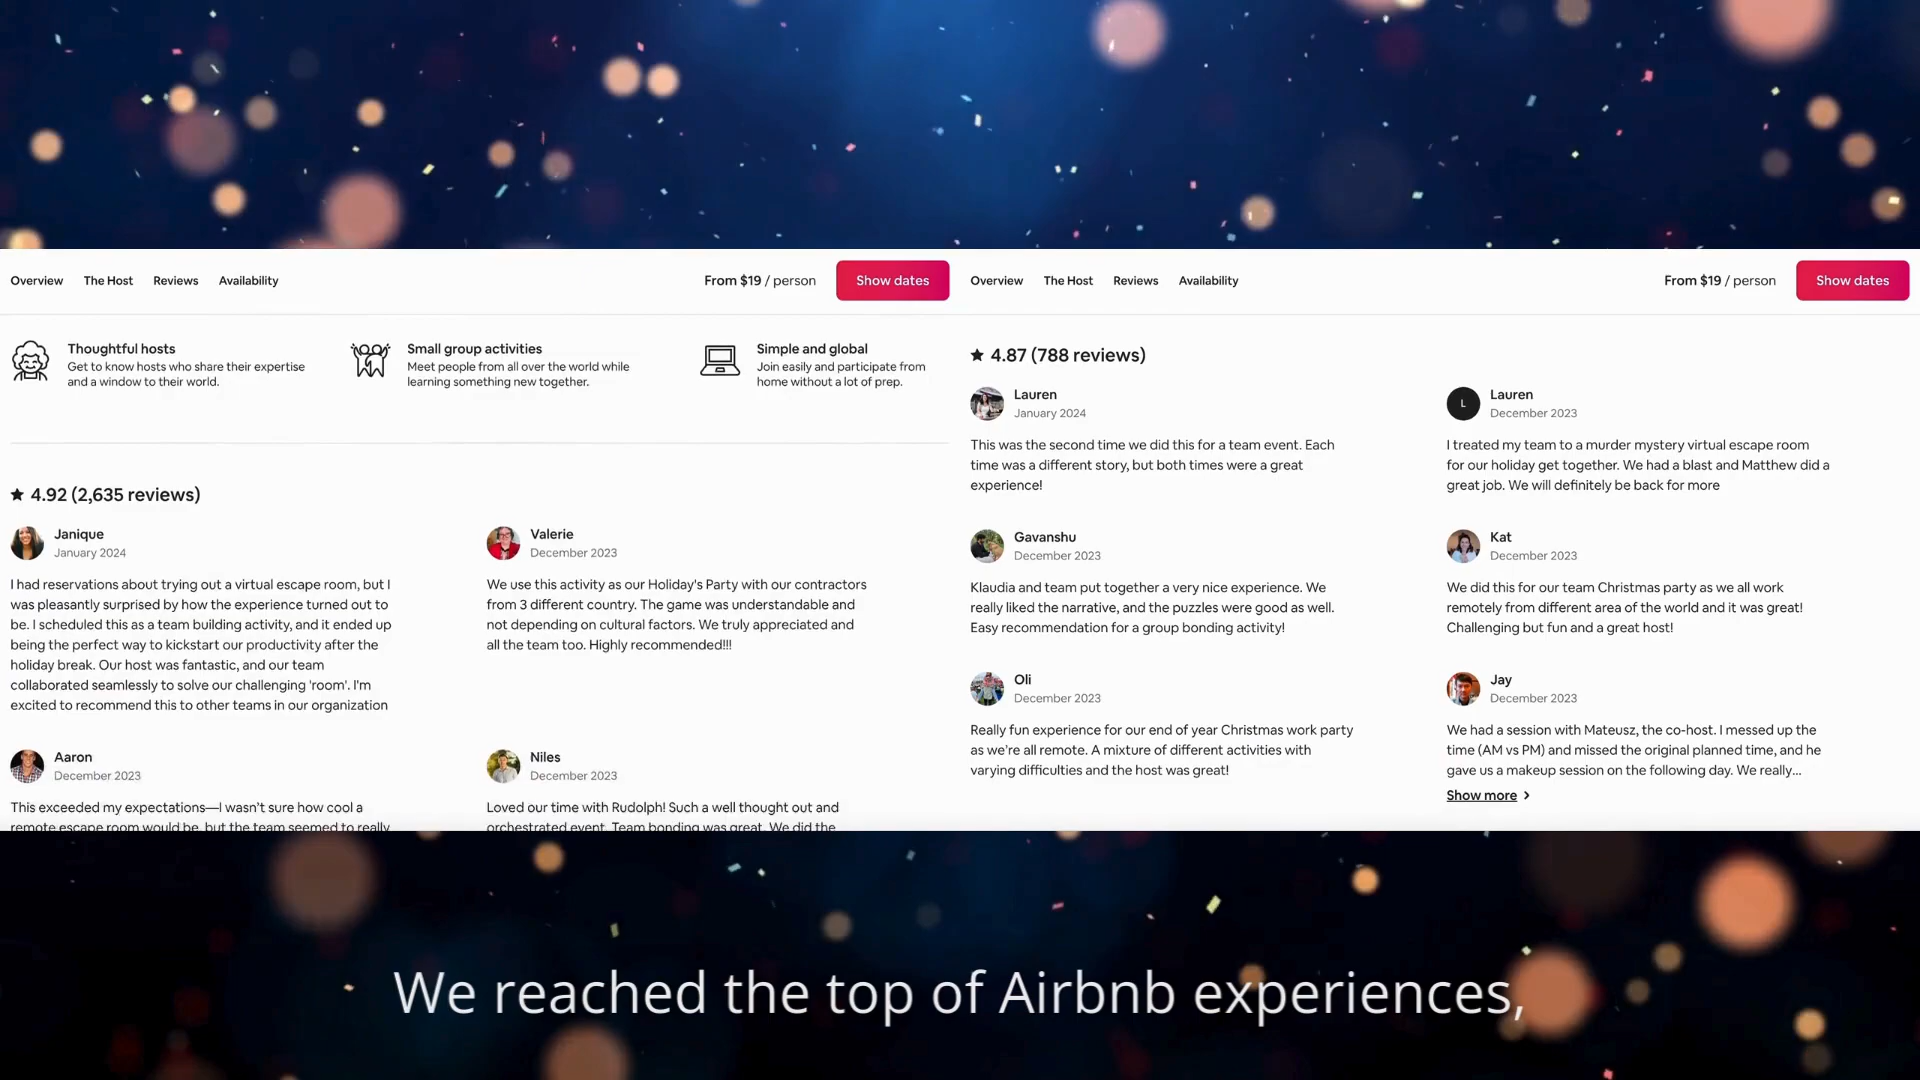 Overview The Host Reviews Availability From $19 / person Show dates
Thoughtful hosts
Get to know hosts who share their expertise
and a window to their world.
Small group activities
Meet people from all over the world while
learning something new together.
Simple and global
Join easily and participate from
home without a lot of prep.
4.92 (2,635 reviews)
Janique
January 2024
I had reservations about trying out a virtual escape room, but I
was pleasantly surprised by how the experience turned out to
be. I scheduled this as a team building activity, and it ended up
being the perfect way to kickstart our productivity after the
holiday break. Our host was fantastic, and our team
collaborated seamlessly to solve our challenging 'room'. I'm
excited to recommend this to other teams in our organization
Valerie
December 2023
We use this activity as our Holiday's Party with our contractors
from 3 different country. The game was understandable and
not depending on cultural factors. We truly appreciated and
all the team too. Highly recommended!!!
Aaron
December 2023
This exceeded my expectations—I wasn't sure how cool a
remote escape room would be, but the team seemed to really
Niles
December 2023
Loved our time with Rudolph! Such a well thought out and
orchestrated event. Team bonding was great. We did the
Overview The Host Reviews Availability From $19 / person Show dates
4.87 (788 reviews)
Lauren
January 2024
This was the second time we did this for a team event. Each
time was a different story, but both times were a great
experience!
L
Lauren
December 2023
I treated my team to a murder mystery virtual escape room
for our holiday get together. We had a blast and Matthew did a
great job. We will definitely be back for more
Gavanshu
December 2023
Klaudia and team put together a very nice experience. We
really liked the narrative, and the puzzles were good as well.
Easy recommendation for a group bonding activity!
Kat
December 2023
We did this for our team Christmas party as we all work
remotely from different area of the world and it was great!
Challenging but fun and a great host!
Oli
December 2023
Really fun experience for our end of year Christmas work party
as we're all remote. A mixture of different activities with
varying difficulties and the host was great!
Jay
December 2023
We had a session with Mateusz, the co-host. I messed up the
time (AM vs PM) and missed the original planned time, and he
gave us a makeup session on the following day. We really...
Show more
We reached the top of Airbnb experiences,